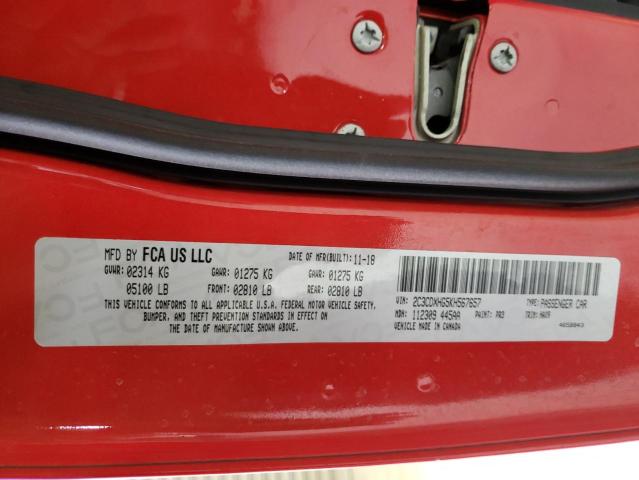 MFD BY FCA US LLC DATE OF MFR(BUILT): 11-18
GVWR: 02314 KG GAWR: 01275 KG GAWR: 01275 KG
05100 LB FRONT: 02810 LB REAR: 02810 LB
THIS VEHICLE CONFORMS TO ALL APPLICABLE U.S.A. FEDERAL MOTOR VEHICLE SAFETY,
BUMPER, AND THEFT PREVENTION STANDARDS IN EFFECT ON
THE DATE OF MANUFACTURE SHOWN ABOVE.
VIN: 2C3CDXHG5KH567657 TYPE: PASSENGER CAR
MDH: 112309 445AA PAINT: PR3 TRIM: HAX9
MADE IN CANADA 4650843